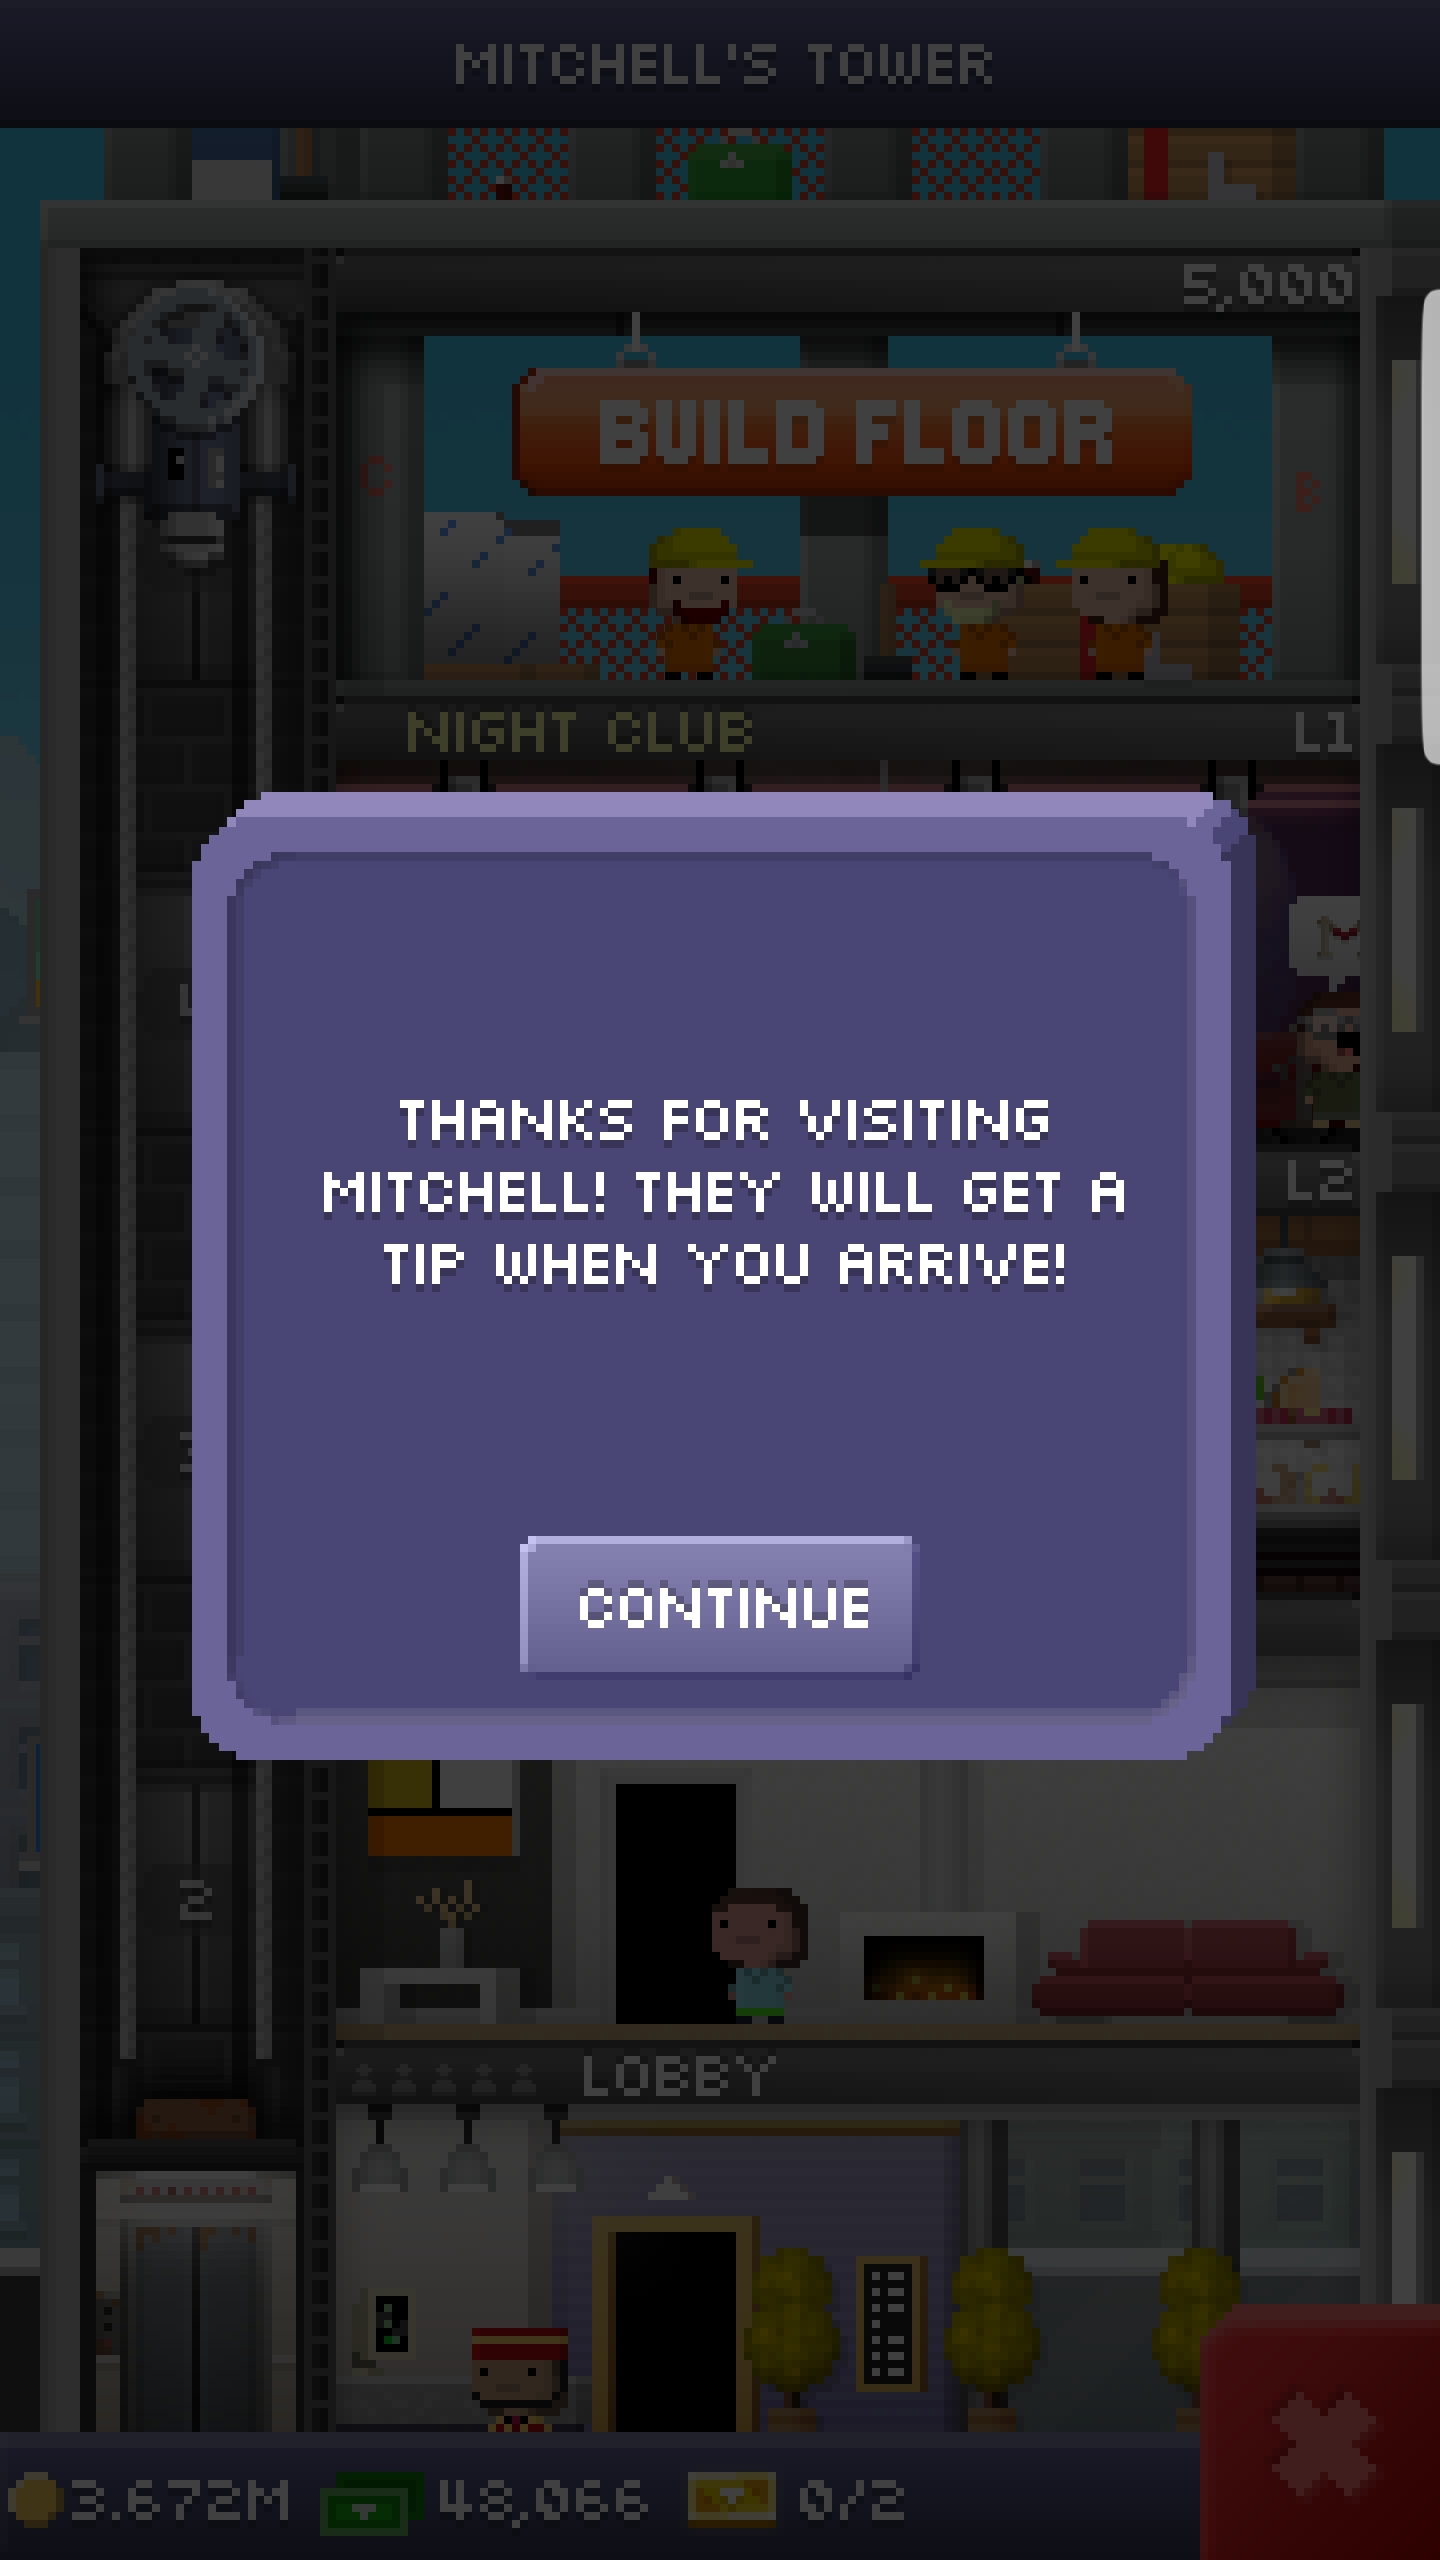 MITCHELL'S TOWER
5,000
BUILD FLOOR
C
B
NIGHT CLUB
L1
THANKS FOR VISITING
MITCHELL! THEY WILL GET A
TIP WHEN YOU ARRIVE!
L2
CONTINUE
2
LOBBY
3.672M
48,066
0/2